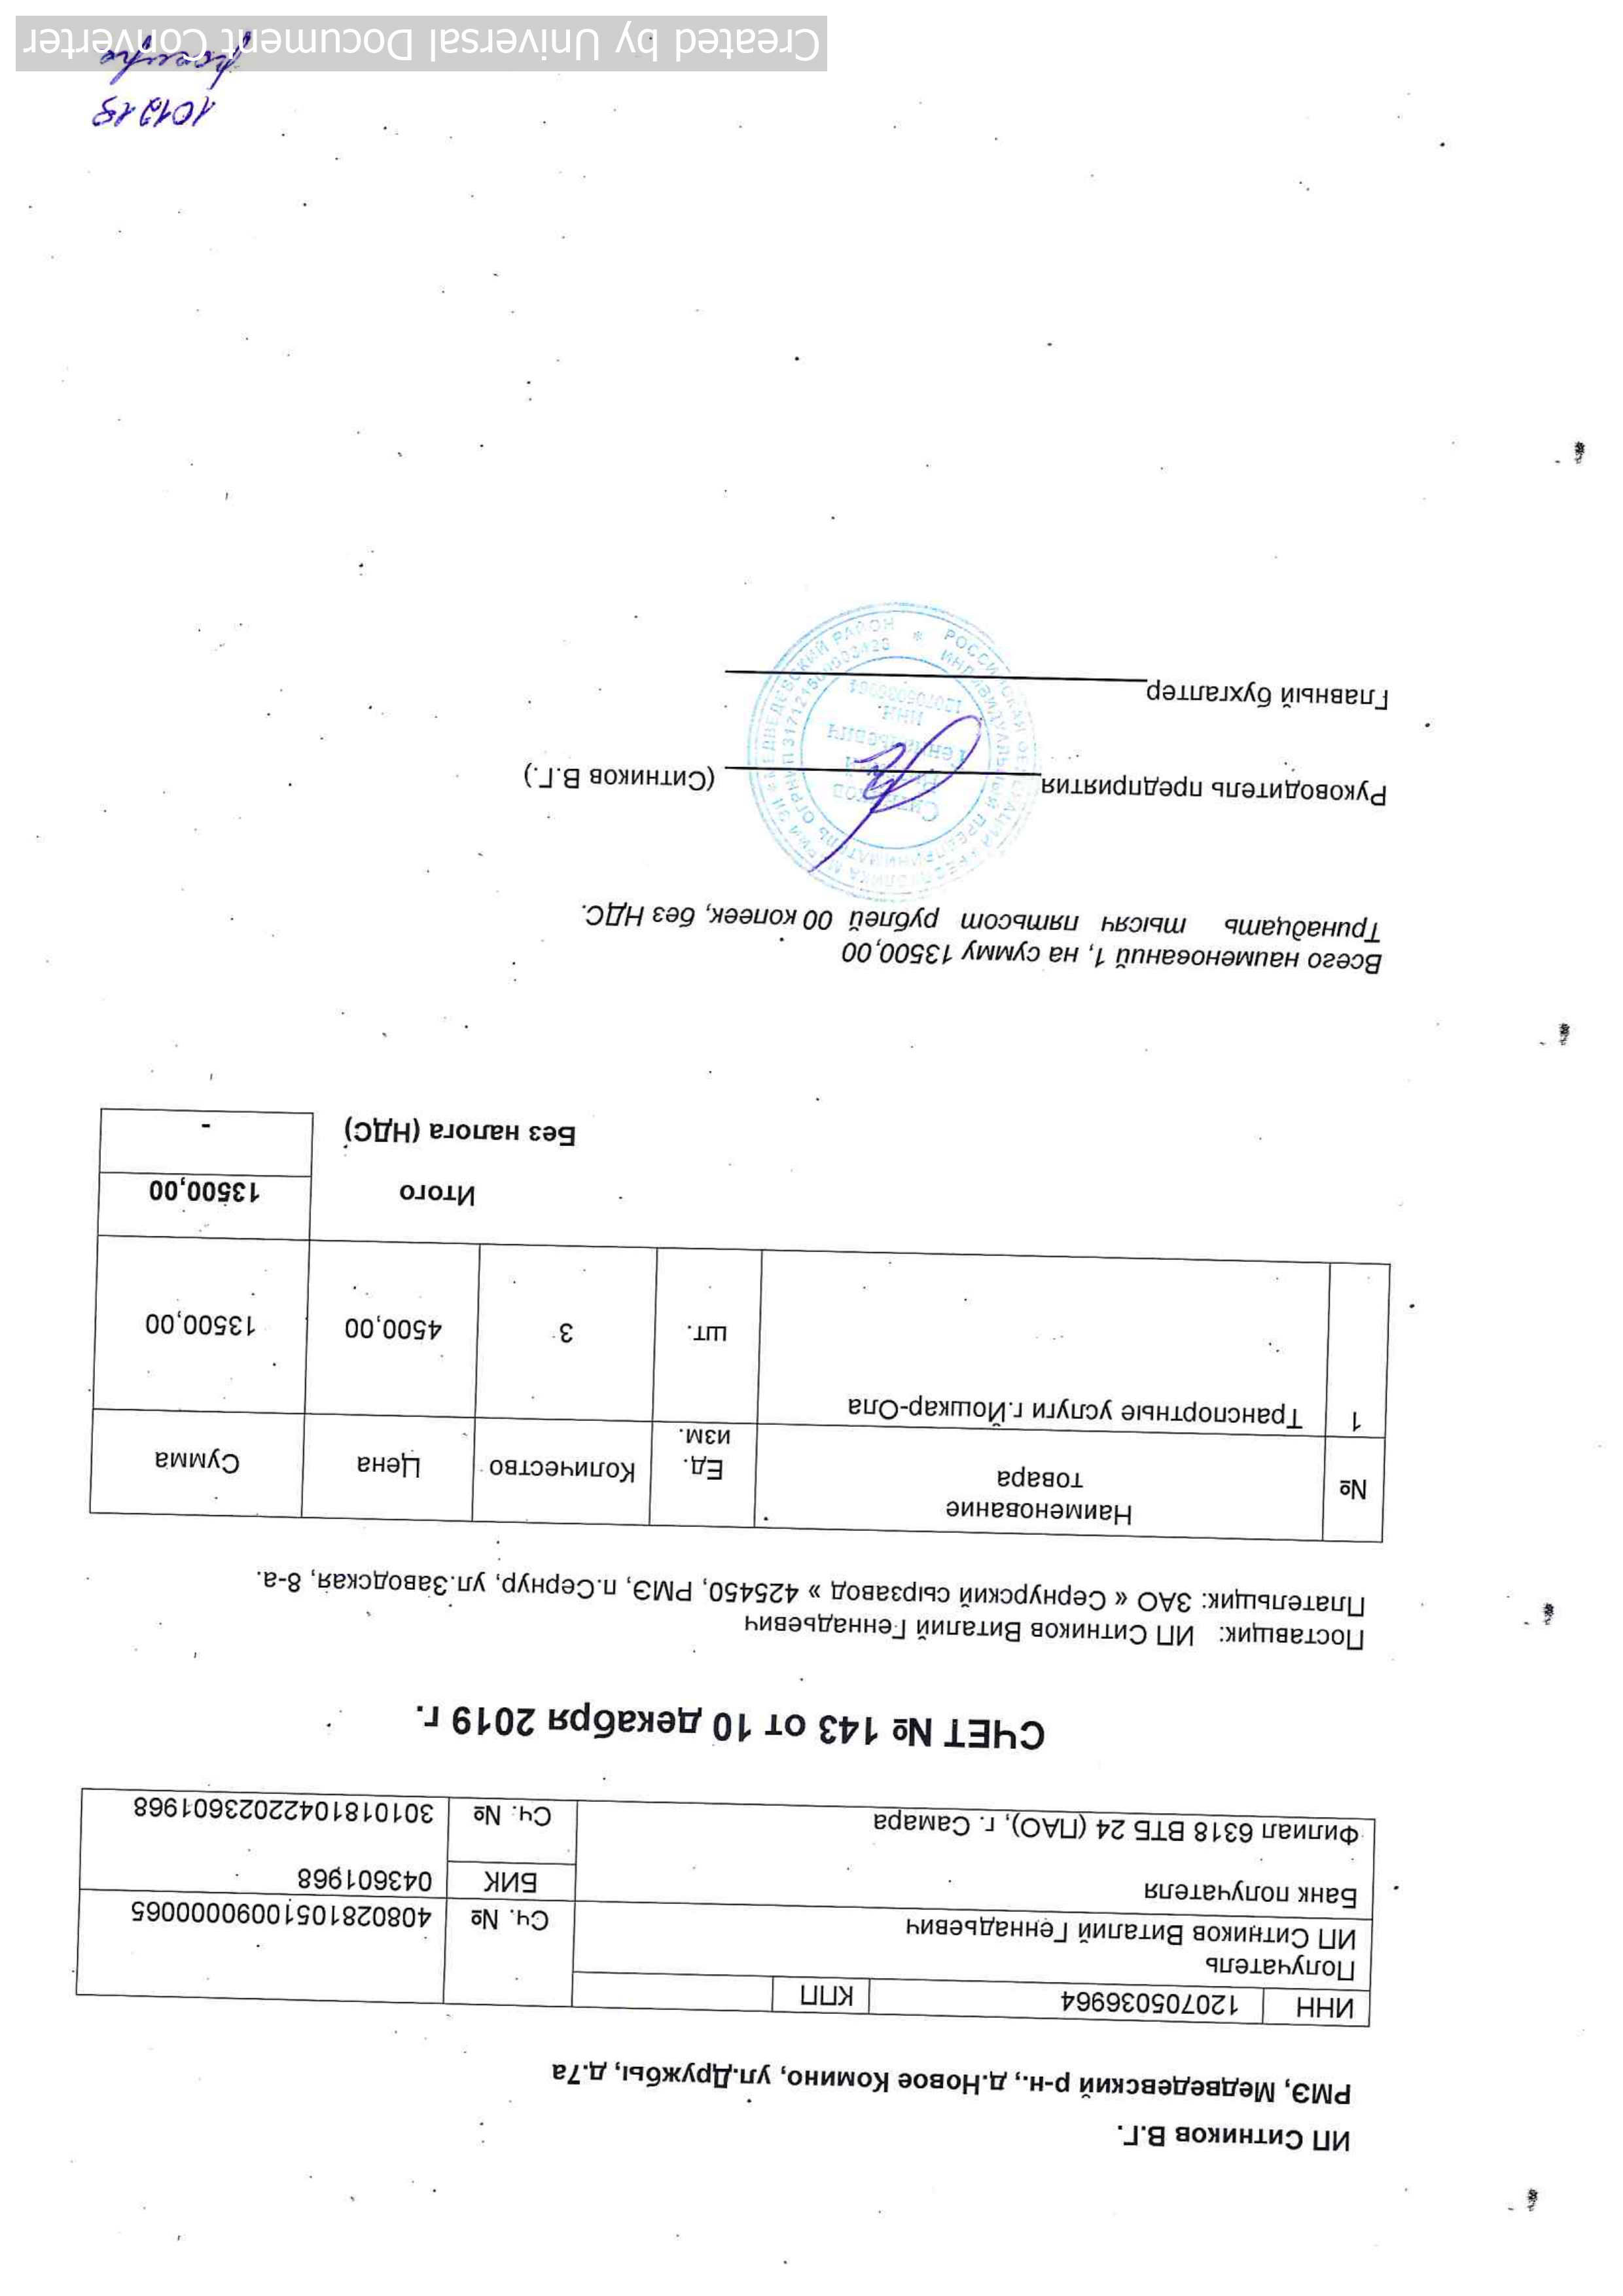 ИП Ситников В.Г.
РМЭ, Медведевский р-н., д.Новое Комино, ул.Дружбы, д.7а
ИНН 120705036964 КПП
Получатель
ИП Ситников Виталий Геннадьевич
Сч. № 40802810510090000065
Банк получателя
БИК 043601968
Филиал 6318 ВТБ 24 (ПАО), г. Самара
Сч. № 30101810422023601968
СЧЕТ № 143 от 10 декабря 2019 г.
Поставщик: ИП Ситников Виталий Геннадьевич
Плательщик: ЗАО « Сернурский сырзавод » 425450, РМЭ, п.Сернур, ул.Заводская, 8-а.
№ Наименование товара Ед. изм. Количество Цена Сумма
1 Транспортные услуги г.Йошкар-Ола шт. 3 4500,00 13500,00
Итого 13500,00
Без налога (НДС) -
Всего наименований 1, на сумму 13500,00
Тринадцать тысяч пятьсот рублей 00 копеек, без НДС.
Руководитель предприятия (Ситников В.Г.)
Главный бухгалтер
РОССИЙСКАЯ ФЕДЕРАЦИЯ РЕСПУБЛИКА МАРИЙ ЭЛ МЕДВЕДЕВСКИЙ РАЙОН
ИНДИВИДУАЛЬНЫЙ ПРЕДПРИНИМАТЕЛЬ ОГРНИП
Ситников
Виталий
Геннадьевич
ИНН
Created by Universal Document Converter